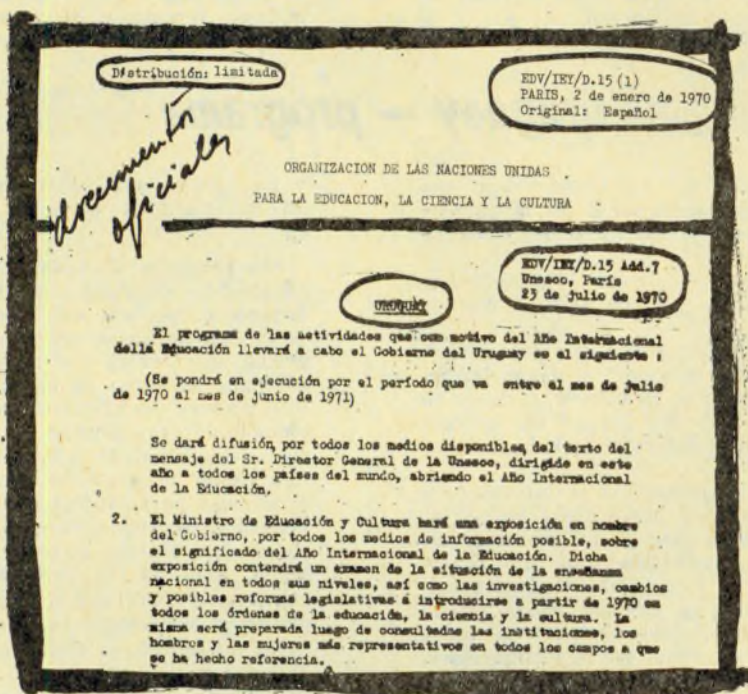 Distribución: limitada
EDV/IEY/D.15 (1)
PARIS, 2 de enero de 1970
Original: Español
documentos
oficiales
ORGANIZACION DE LAS NACIONES UNIDAS
PARA LA EDUCACION, LA CIENCIA Y LA CULTURA
EDV/IEY/D.15 Add.7
Unesco, París
23 de julio de 1970
URUGUAY
El programa de las actividades que con motivo del Año Internacional
della Educación llevará a cabo el Gobierno del Uruguay es al siguiente :
(Se pondrá en ejecución por el período que va entre el mes de julio
de 1970 al mes de junio de 1971)
Se dará difusión, por todos los medios disponibles, del texto del
mensaje del Sr. Director General de la Unesco, dirigido en este
año a todos los países del mundo, abriendo el Año Internacional
de la Educación.
2. El Ministro de Educación y Cultura hará una exposición en nombre
del Gobierno, por todos los medios de información posible, sobre
el significado del Año Internacional de la Educación. Dicha
exposición contendrá un examen de la situación de la enseñanza
nacional en todos sus niveles, así como las investigaciones, cambios
y posibles reformas legislativas a introducirse a partir de 1970 en
todos los órdenes de la educación, la ciencia y la cultura. La
misma será preparada luego de consultadas las instituciones, los
hombres y las mujeres más representativos en todos los campos a que
se ha hecho referencia.